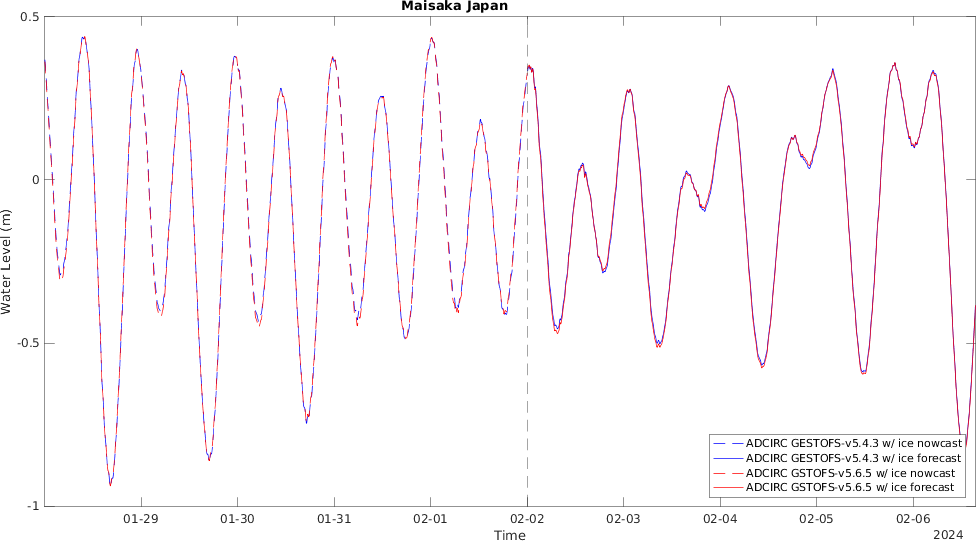 Maisaka Japan
0.5
0
-0.5
-1
Water Level (m)
01-29 01-30 01-31 02-01 02-02 02-03 02-04 02-05 02-06
Time
2024
ADCIRC GESTOFS-v5.4.3 w/ ice nowcast
ADCIRC GESTOFS-v5.4.3 w/ ice forecast
ADCIRC GSTOFS-v5.6.5 w/ ice nowcast
ADCIRC GSTOFS-v5.6.5 w/ ice forecast